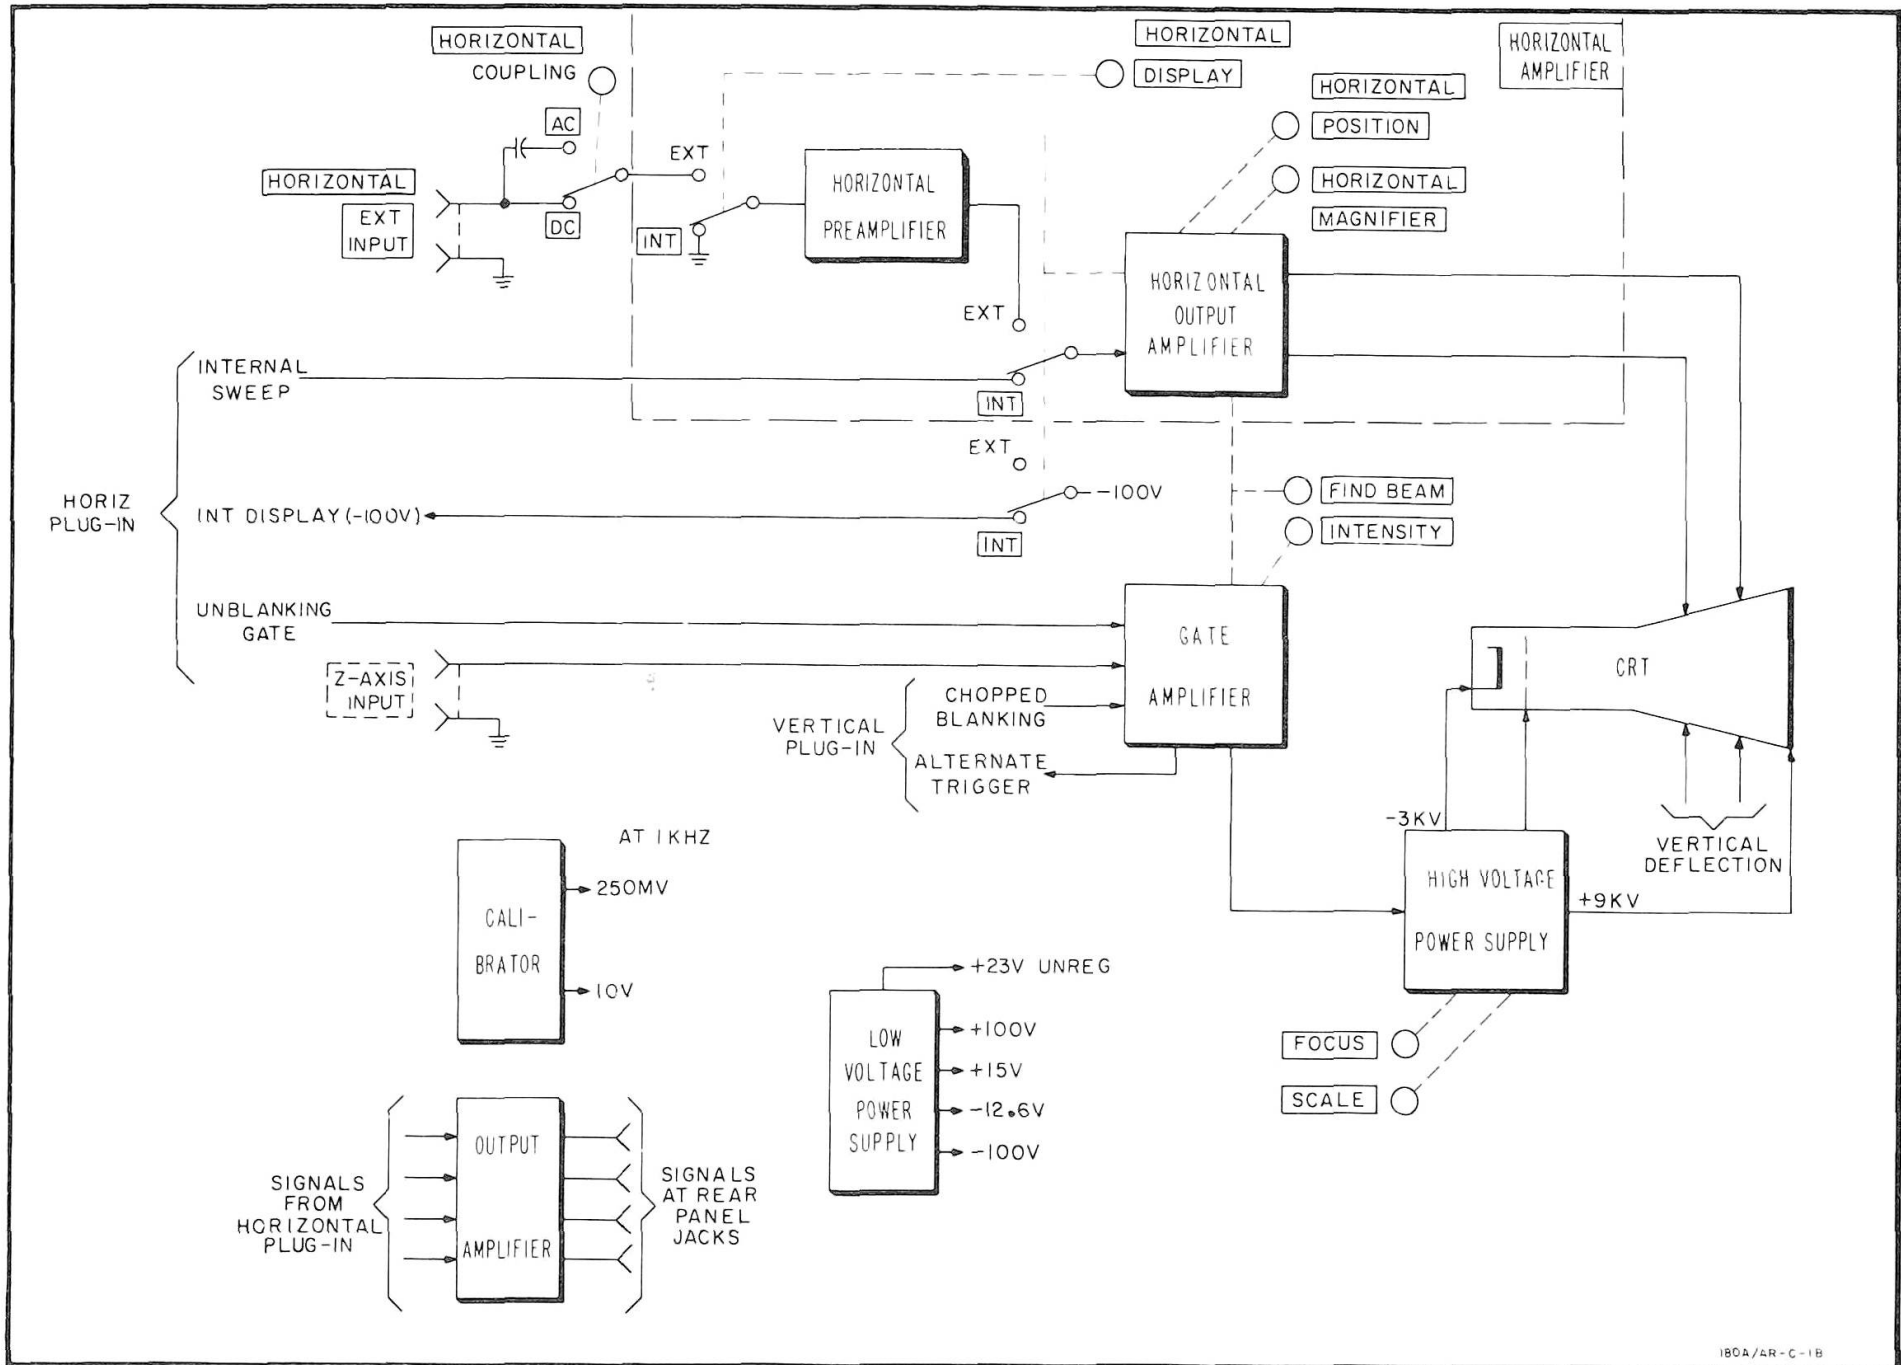 HORIZONTAL
COUPLING
HORIZONTAL
DISPLAY
HORIZONTAL
AMPLIFIER
HORIZONTAL
POSITION
HORIZONTAL
MAGNIFIER
AC
EXT
HORIZONTAL
EXT
INPUT
DC
INT
HORIZONTAL
PREAMPLIFIER
HORIZONTAL
OUTPUT
AMPLIFIER
EXT
INTERNAL
SWEEP
INT
EXT
HORIZ
PLUG-IN
INT DISPLAY (-100V)
-100V
INT
FIND BEAM
INTENSITY
UNBLANKING
GATE
Z-AXIS
INPUT
GATE
AMPLIFIER
CRT
VERTICAL
PLUG-IN
CHOPPED
BLANKING
ALTERNATE
TRIGGER
-3KV
VERTICAL
DEFLECTION
HIGH VOLTAGE
POWER SUPPLY
+9KV
AT 1KHZ
250MV
CALI-
BRATOR
10V
+23V UNREG
LOW
VOLTAGE
POWER
SUPPLY
+100V
+15V
-12.6V
-100V
FOCUS
SCALE
SIGNALS
FROM
HORIZONTAL
PLUG-IN
OUTPUT
AMPLIFIER
SIGNALS
AT REAR
PANEL
JACKS
180A/AR-C-1B